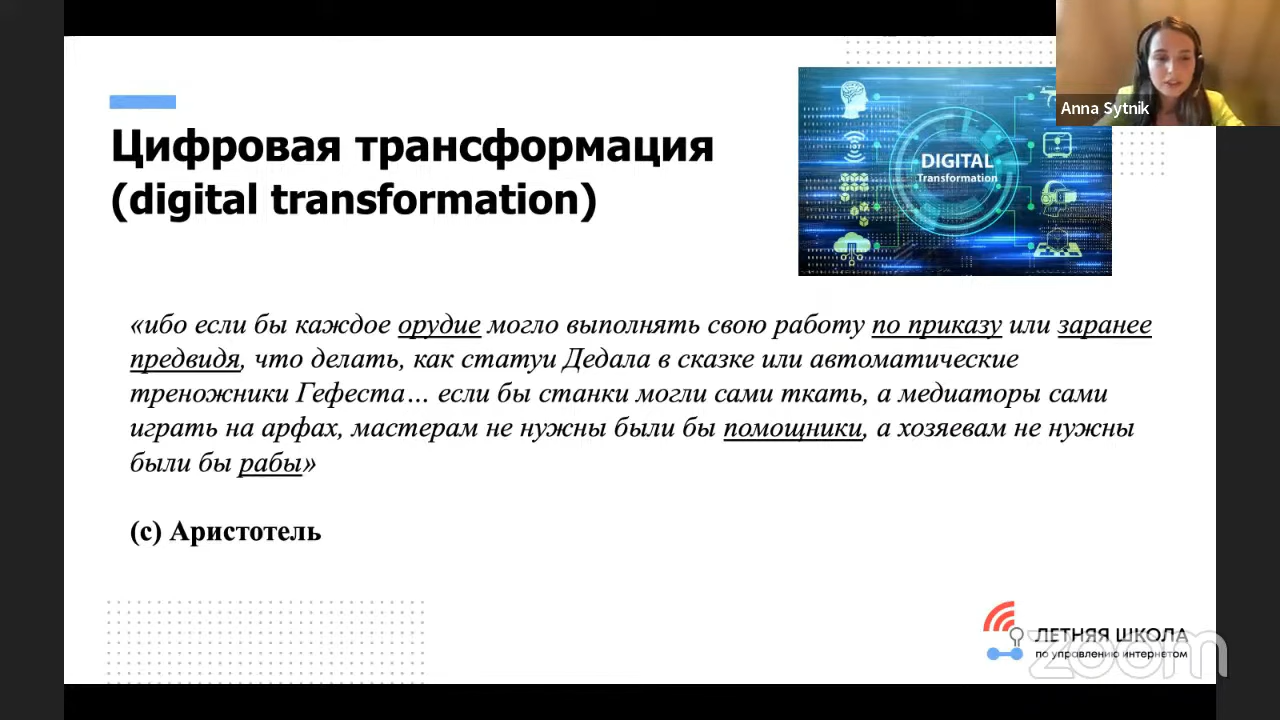 Anna Sytnik
Цифровая трансформация
(digital transformation)
DIGITAL
Transformation
«ибо если бы каждое орудие могло выполнять свою работу по приказу или заранее
предвидя, что делать, как статуи Дедала в сказке или автоматические
треножники Гефеста… если бы станки могли сами ткать, а медиаторы сами
играть на арфах, мастерам не нужны были бы помощники, а хозяевам не нужны
были бы рабы»
(с) Аристотель
ЛЕТНЯЯ ШКОЛА
по управлению интернетом
zoom